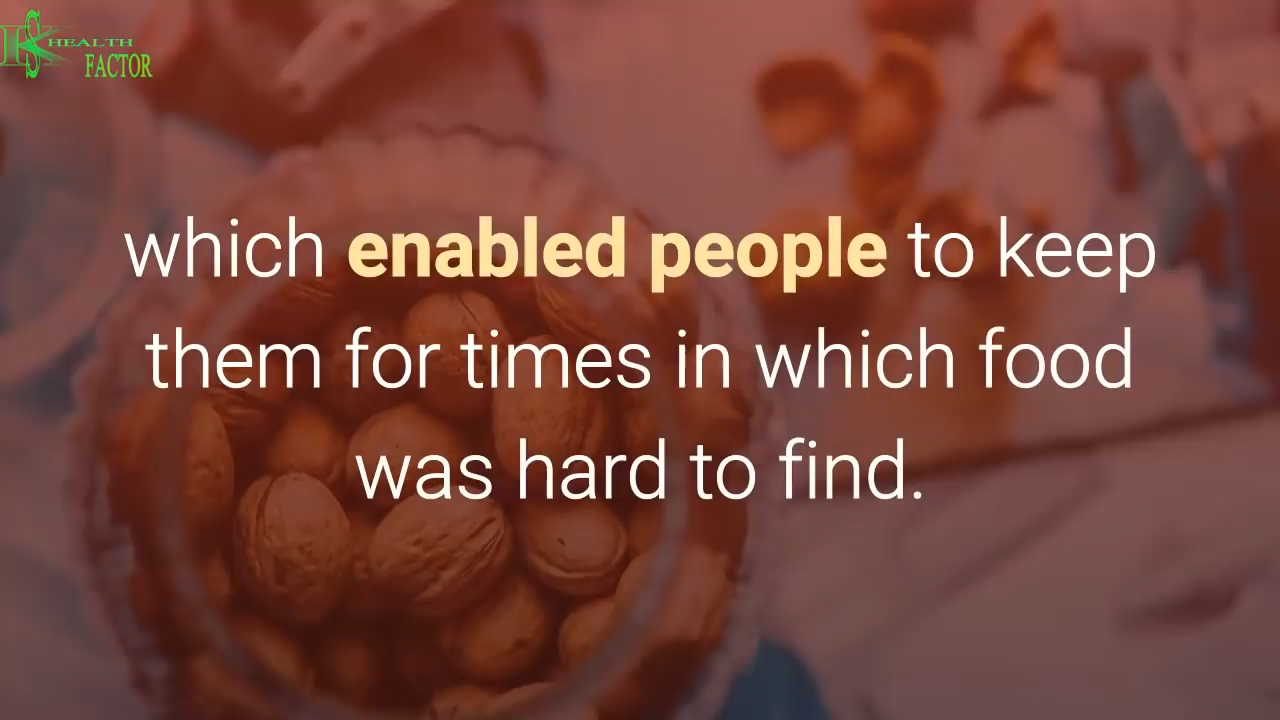 HEALTH
FACTOR
which enabled people to keep
them for times in which food
was hard to find.